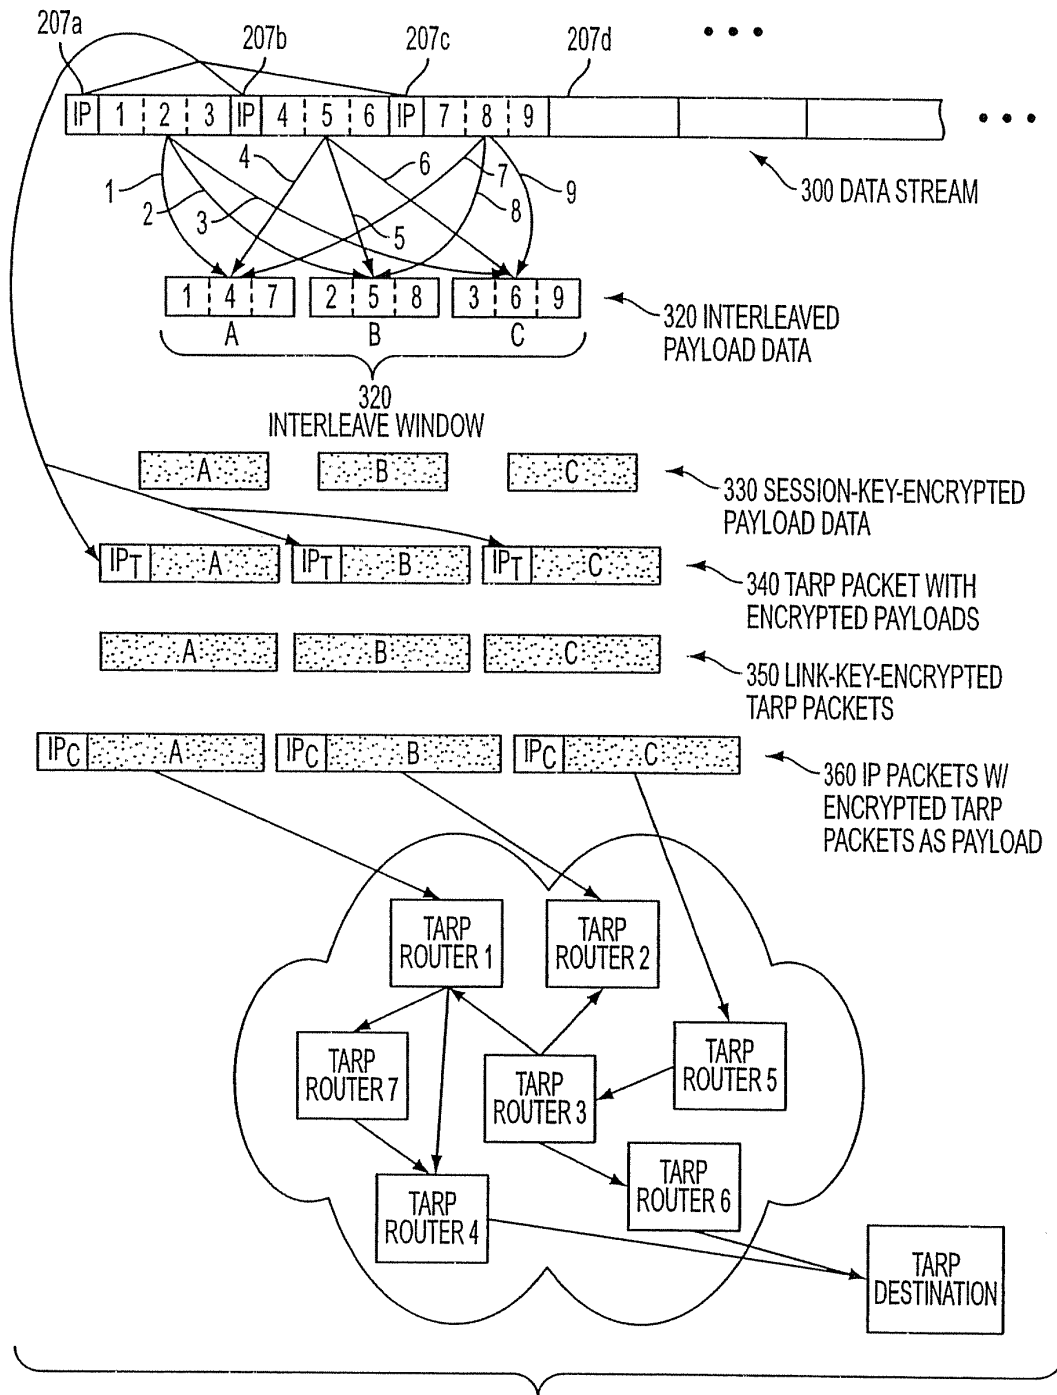 207a
207b
207c
207d
• • •
IP 1 2 3 IP 4 5 6 IP 7 8 9
• • •
300 DATA STREAM
1
2
3
4
5
6
7
8
9
1 4 7
2 5 8
3 6 9
A
B
C
320 INTERLEAVED
PAYLOAD DATA
320
INTERLEAVE WINDOW
A
B
C
330 SESSION-KEY-ENCRYPTED
PAYLOAD DATA
IPT A
IPT B
IPT C
340 TARP PACKET WITH
ENCRYPTED PAYLOADS
A
B
C
350 LINK-KEY-ENCRYPTED
TARP PACKETS
IPC A
IPC B
IPC C
360 IP PACKETS W/
ENCRYPTED TARP
PACKETS AS PAYLOAD
TARP
ROUTER 1
TARP
ROUTER 2
TARP
ROUTER 7
TARP
ROUTER 3
TARP
ROUTER 5
TARP
ROUTER 4
TARP
ROUTER 6
TARP
DESTINATION